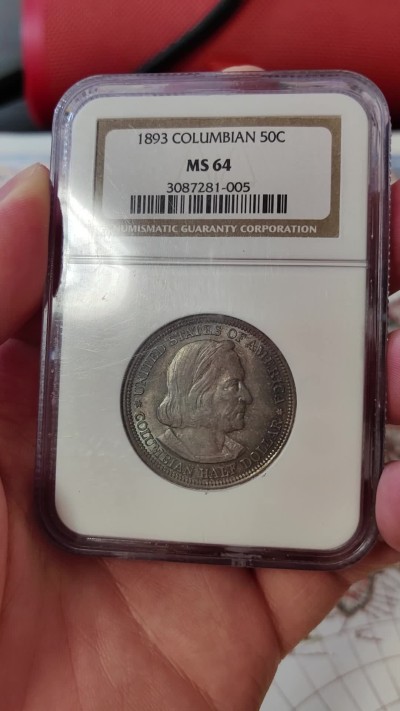 1893 COLUMBIAN 50C
MS 64
3087281-005
NUMISMATIC GUARANTY CORPORATION
UNITED STATES OF AMERICA
COLUMBIAN HALF DOLLAR